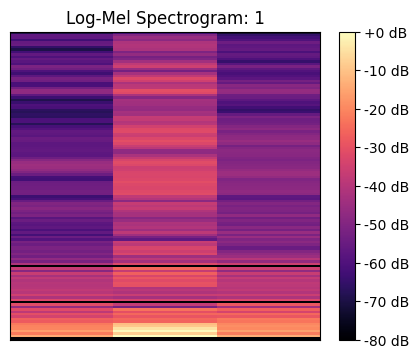 Log-Mel Spectrogram: 1
+0 dB
-10 dB
-20 dB
-30 dB
-40 dB
-50 dB
-60 dB
-70 dB
-80 dB